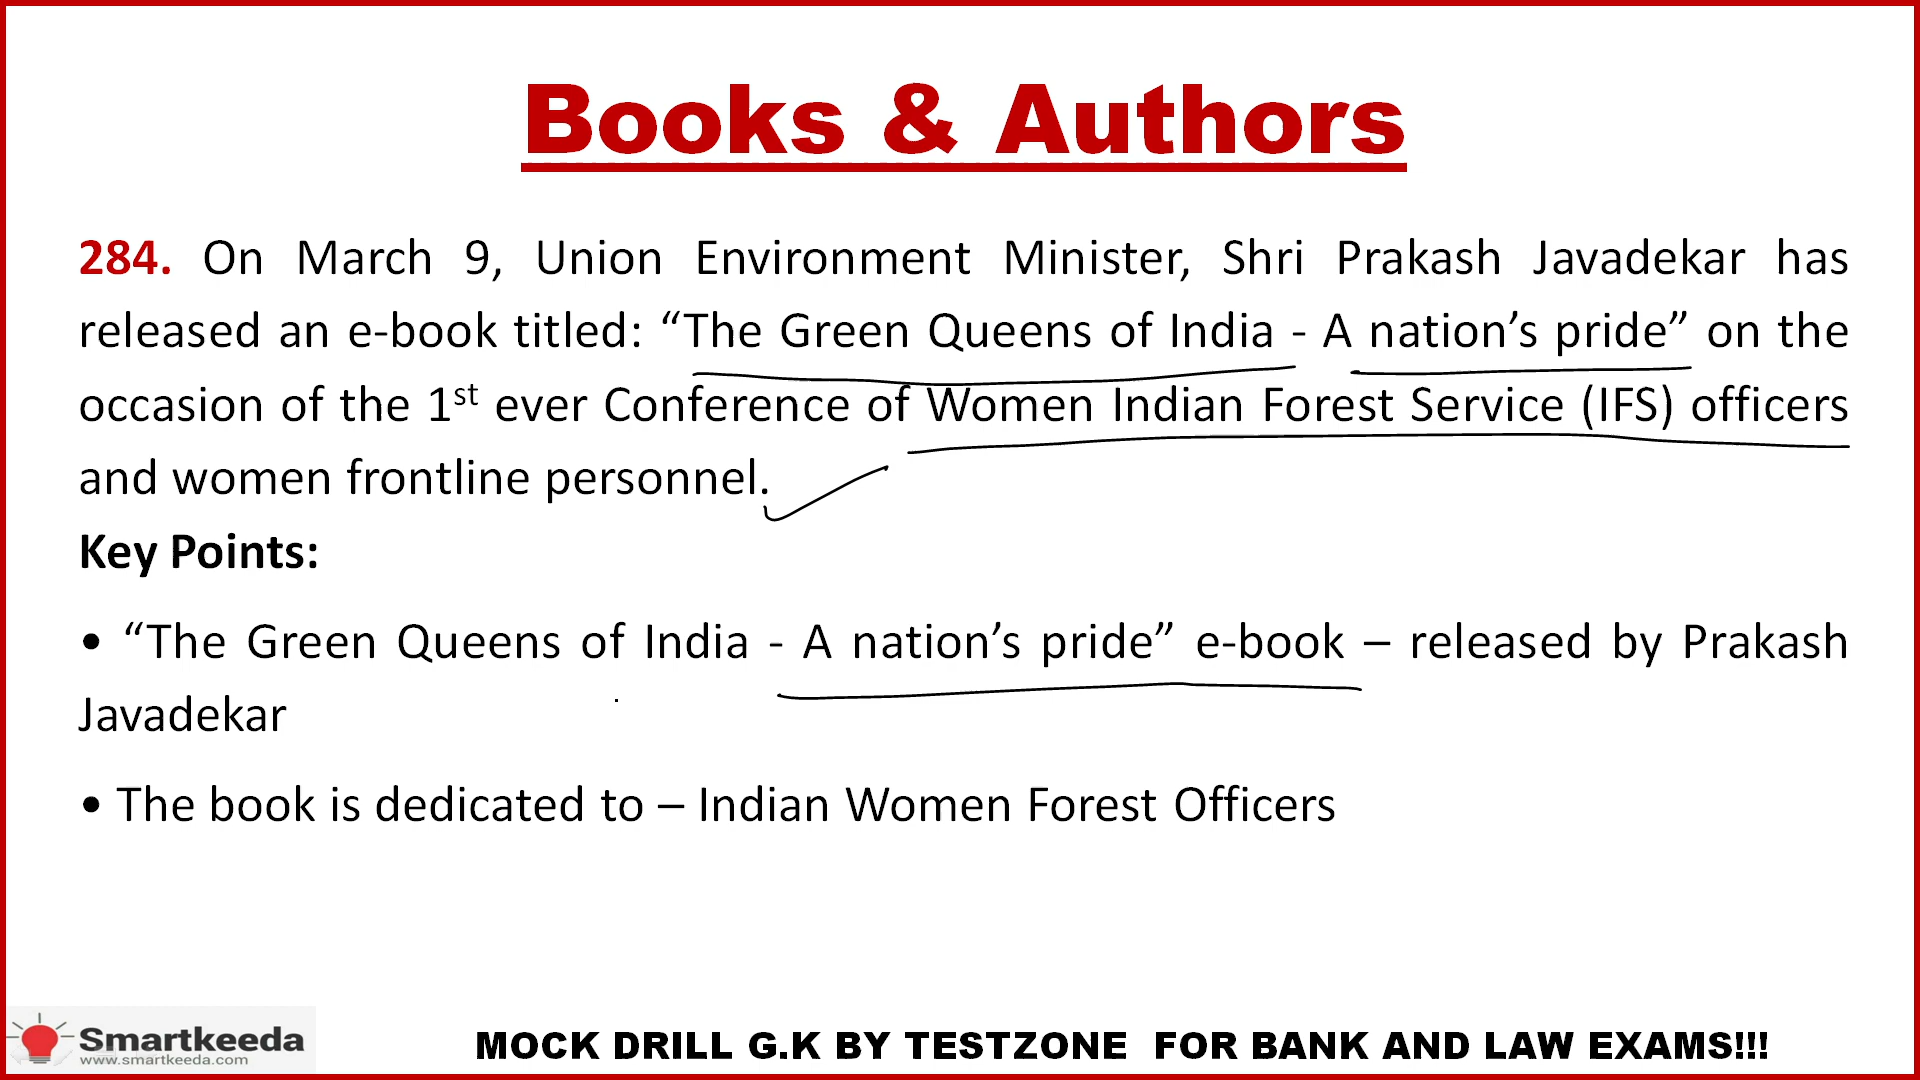 Books & Authors
284. On March 9, Union Environment Minister, Shri Prakash Javadekar has
released an e-book titled: “The Green Queens of India - A nation’s pride” on the
occasion of the 1st ever Conference of Women Indian Forest Service (IFS) officers
and women frontline personnel.
Key Points:
• “The Green Queens of India - A nation’s pride” e-book – released by Prakash
Javadekar
• The book is dedicated to – Indian Women Forest Officers
Smartkeeda
www.smartkeeda.com
MOCK DRILL G.K BY TESTZONE FOR BANK AND LAW EXAMS!!!